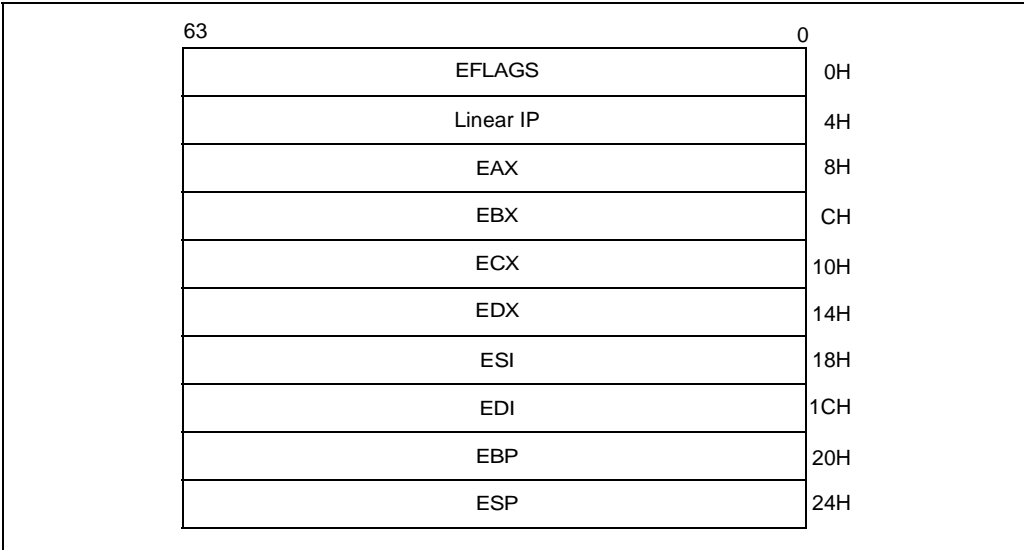 63 0
EFLAGS 0H
Linear IP 4H
EAX 8H
EBX CH
ECX 10H
EDX 14H
ESI 18H
EDI 1CH
EBP 20H
ESP 24H